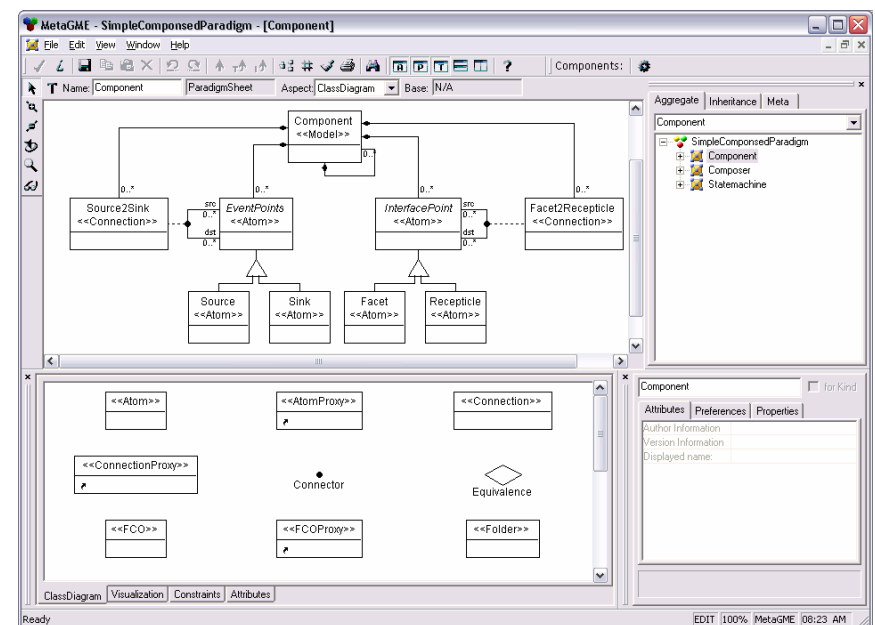 MetaGME - SimpleComponsedParadigm - [Component]
File Edit View Window Help
Components:
Name: Component ParadigmSheet Aspect: ClassDiagram Base: N/A
Component
<<Model>>
0..*
0..* 0..* 0..* 0..*
Source2Sink
<<Connection>>
src
0..*
dst
0..*
EventPoints
<<Atom>>
InterfacePoint
<<Atom>>
src
0..*
dst
0..*
Facet2Recepticle
<<Connection>>
Source
<<Atom>>
Sink
<<Atom>>
Facet
<<Atom>>
Recepticle
<<Atom>>
Aggregate Inheritance Meta
Component
SimpleComponsedParadigm
Component
Composer
Statemachine
<<Atom>> <<AtomProxy>> <<Connection>>
<<ConnectionProxy>> Connector Equivalence
<<FCO>> <<FCOProxy>> <<Folder>>
ClassDiagram Visualization Constraints Attributes
Component for Kind
Attributes Preferences Properties
Author Information
Version Information
Displayed name:
Ready EDIT 100% MetaGME 08:23 AM